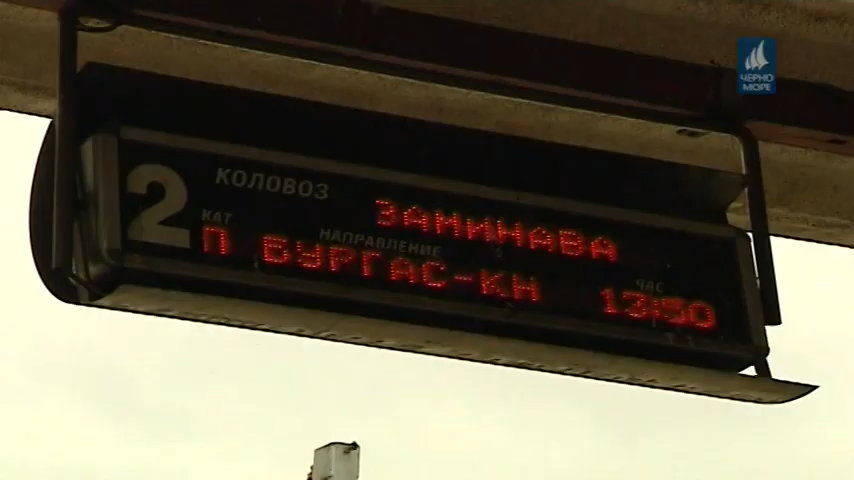 ЧЕРНО
МОРЕ
2 КОЛОВОЗ
ЗАМИНАВА
КАТ
НАПРАВЛЕНИЕ
ЧАС
П БУРГАС-КН 13:50